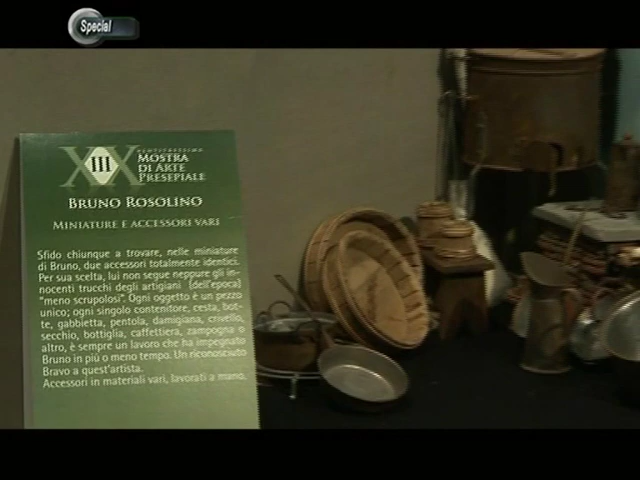 Special
XX III VENTITREESIMA
MOSTRA
DI ARTE
PRESEPIALE
BRUNO ROSOLINO
MINIATURE E ACCESSORI VARI
Sfido chiunque a trovare, nelle miniature
di Bruno, due accessori totalmente identici.
Per sua scelta, lui non segue neppure gli in-
nocenti trucchi degli artigiani (dell'epoca)
"meno scrupolosi". Ogni oggetto è un pezzo
unico; ogni singolo contenitore, cesta, bot-
te, gabbietta, pentola, damigiana, crivello,
secchio, bottiglia, caffettiera, zampogna o
altro, è sempre un lavoro che ha impegnato
Bruno in più o meno tempo. Un riconosciuto
Bravo a quest'artista.
Accessori in materiali vari, lavorati a mano.